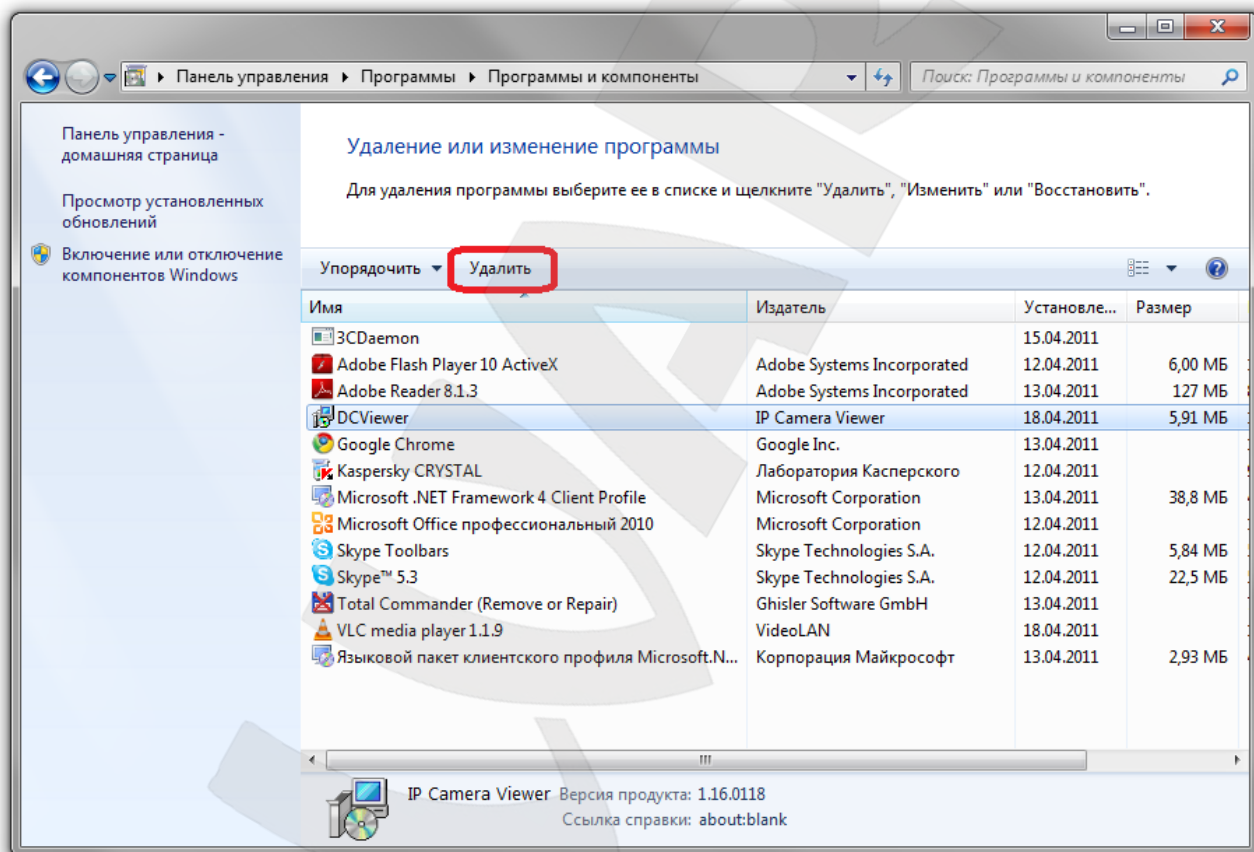 Панель управления ▸ Программы ▸ Программы и компоненты
Поиск: Программы и компоненты
Панель управления -
домашняя страница
Просмотр установленных
обновлений
Включение или отключение
компонентов Windows
Удаление или изменение программы
Для удаления программы выберите ее в списке и щелкните "Удалить", "Изменить" или "Восстановить".
Упорядочить Удалить
Имя Издатель Установле... Размер
3CDaemon 15.04.2011
Adobe Flash Player 10 ActiveX Adobe Systems Incorporated 12.04.2011 6,00 МБ
Adobe Reader 8.1.3 Adobe Systems Incorporated 13.04.2011 127 МБ
DCViewer IP Camera Viewer 18.04.2011 5,91 МБ
Google Chrome Google Inc. 13.04.2011
Kaspersky CRYSTAL Лаборатория Касперского 12.04.2011
Microsoft .NET Framework 4 Client Profile Microsoft Corporation 13.04.2011 38,8 МБ
Microsoft Office профессиональный 2010 Microsoft Corporation 12.04.2011
Skype Toolbars Skype Technologies S.A. 12.04.2011 5,84 МБ
Skype™ 5.3 Skype Technologies S.A. 12.04.2011 22,5 МБ
Total Commander (Remove or Repair) Ghisler Software GmbH 13.04.2011
VLC media player 1.1.9 VideoLAN 18.04.2011
Языковой пакет клиентского профиля Microsoft.N... Корпорация Майкрософт 13.04.2011 2,93 МБ
IP Camera Viewer Версия продукта: 1.16.0118
Ссылка справки: about:blank